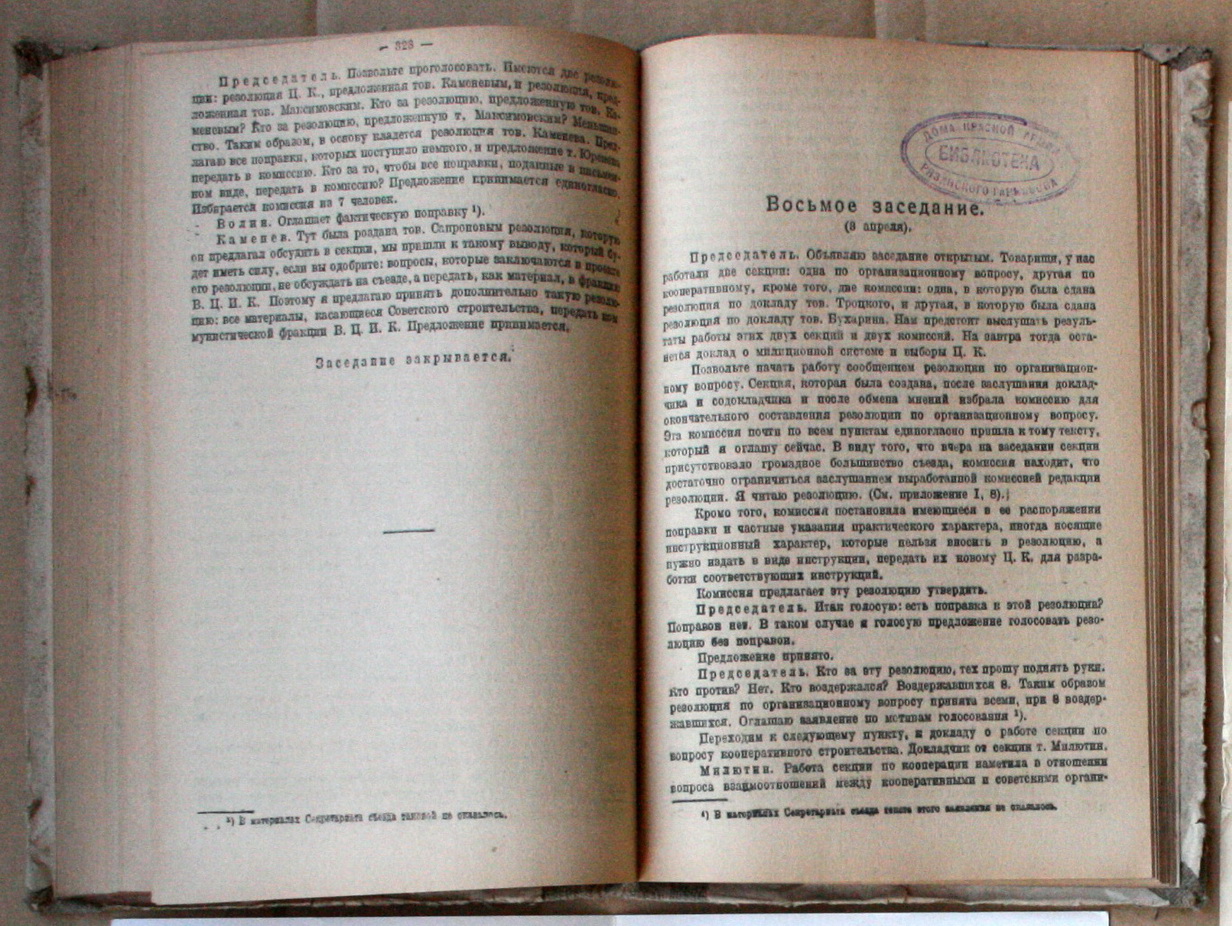 — 328 —
Председатель. Позвольте проголосовать. Имеются две резолю-
ции: резолюция Ц. К., предложенная тов. Каменевым, и резолюция, пред-
ложенная тов. Максимовским. Кто за резолюцию, предложенную тов. Ка-
меневым? Кто за резолюцию, предложенную т. Максимовским? Меньшин-
ство. Таким образом, в основу кладется резолюция тов. Каменева. Пред-
лагаю все поправки, которых поступило немного, и предложение т. Юренева,
передать в комиссию. Кто за то, чтобы все поправки, поданные в письмен-
ном виде, передать в комиссию? Предложение принимается единогласно.
Избирается комиссия из 7 человек.
Волин. Оглашает фактическую поправку ¹).
Каменев. Тут была роздана тов. Сапроновым резолюция, которую
он предлагал обсудить в секции, мы пришли к такому выводу, который бу-
дет иметь силу, если вы одобрите: вопросы, которые заключаются в проекте
его резолюции, не обсуждать на съезде, а передать, как материал, в фракцию
В. Ц. И. К. Поэтому я предлагаю принять дополнительно такую резолю-
цию: все материалы, касающиеся Советского строительства, передать ком-
мунистической фракции В. Ц. И. К. Предложение принимается.
Заседание закрывается.
¹) В материалах Секретариата съезда таковой не оказалось.
ДОМА КРАСНОЙ АРМИИ
БИБЛИОТЕКА
РЯЗАНЬСКОГО ГАРНИЗОНА
Восьмое заседание.
(3 апреля).
Председатель. Объявляю заседание открытым. Товарищи, у нас
работали две секции: одна по организационному вопросу, другая по
кооперативному, кроме того, две комиссии: одна, в которую была сдана
резолюция по докладу тов. Троцкого, и другая, в которую была сдана
резолюция по докладу тов. Бухарина. Нам предстоит выслушать резуль-
таты работы этих двух секций и двух комиссий. На завтра тогда оста-
нется доклад о милиционной системе и выборы Ц. К.
Позвольте начать работу сообщением резолюции по организацион-
ному вопросу. Секция, которая была создана, после заслушания доклад-
чика и содокладчика и после обмена мнений избрала комиссию для
окончательного составления резолюции по организационному вопросу.
Эта комиссия почти по всем пунктам единогласно пришла к тому тексту,
который я оглашу сейчас. В виду того, что вчера на заседании секции
присутствовало громадное большинство съезда, комиссия находит, что
достаточно ограничиться заслушанием выработанной комиссией редакции
резолюции. Я читаю резолюцию. (См. приложение I, 8).
Кромо того, комиссия постановила имеющиеся в ее распоряжении
поправки и частные указания практического характера, иногда носящие
инструкционный характер, которые нельзя вносить в резолюцию, а
нужно издать в виде инструкции, передать их новому Ц. К. для разра-
ботки соответствующих инструкций.
Комиссия предлагает эту резолюцию утвердить.
Председатель. Итак голосую: есть поправка к этой резолюции?
Поправок нет. В таком случае я голосую предложение голосовать резо-
люцию без поправок.
Предложение принято.
Председатель. Кто за эту резолюцию, тех прошу поднять руки.
Кто против? Нет. Кто воздержался? Воздержавшихся 8. Таким образом
резолюция по организационному вопросу принята всеми, при 8 воздер-
жавшихся. Оглашаю заявление по мотивам голосования ¹).
Переходим к следующему пункту, к докладу о работе секции по
вопросу кооперативного строительства. Докладчик от секции т. Милютин.
Милютин. Работа секции по кооперации наметила в отношении
вопроса взаимоотношений между кооперативными и советскими органи-
¹) В материалах Секретариата съезда текста этого заявления не оказалось.